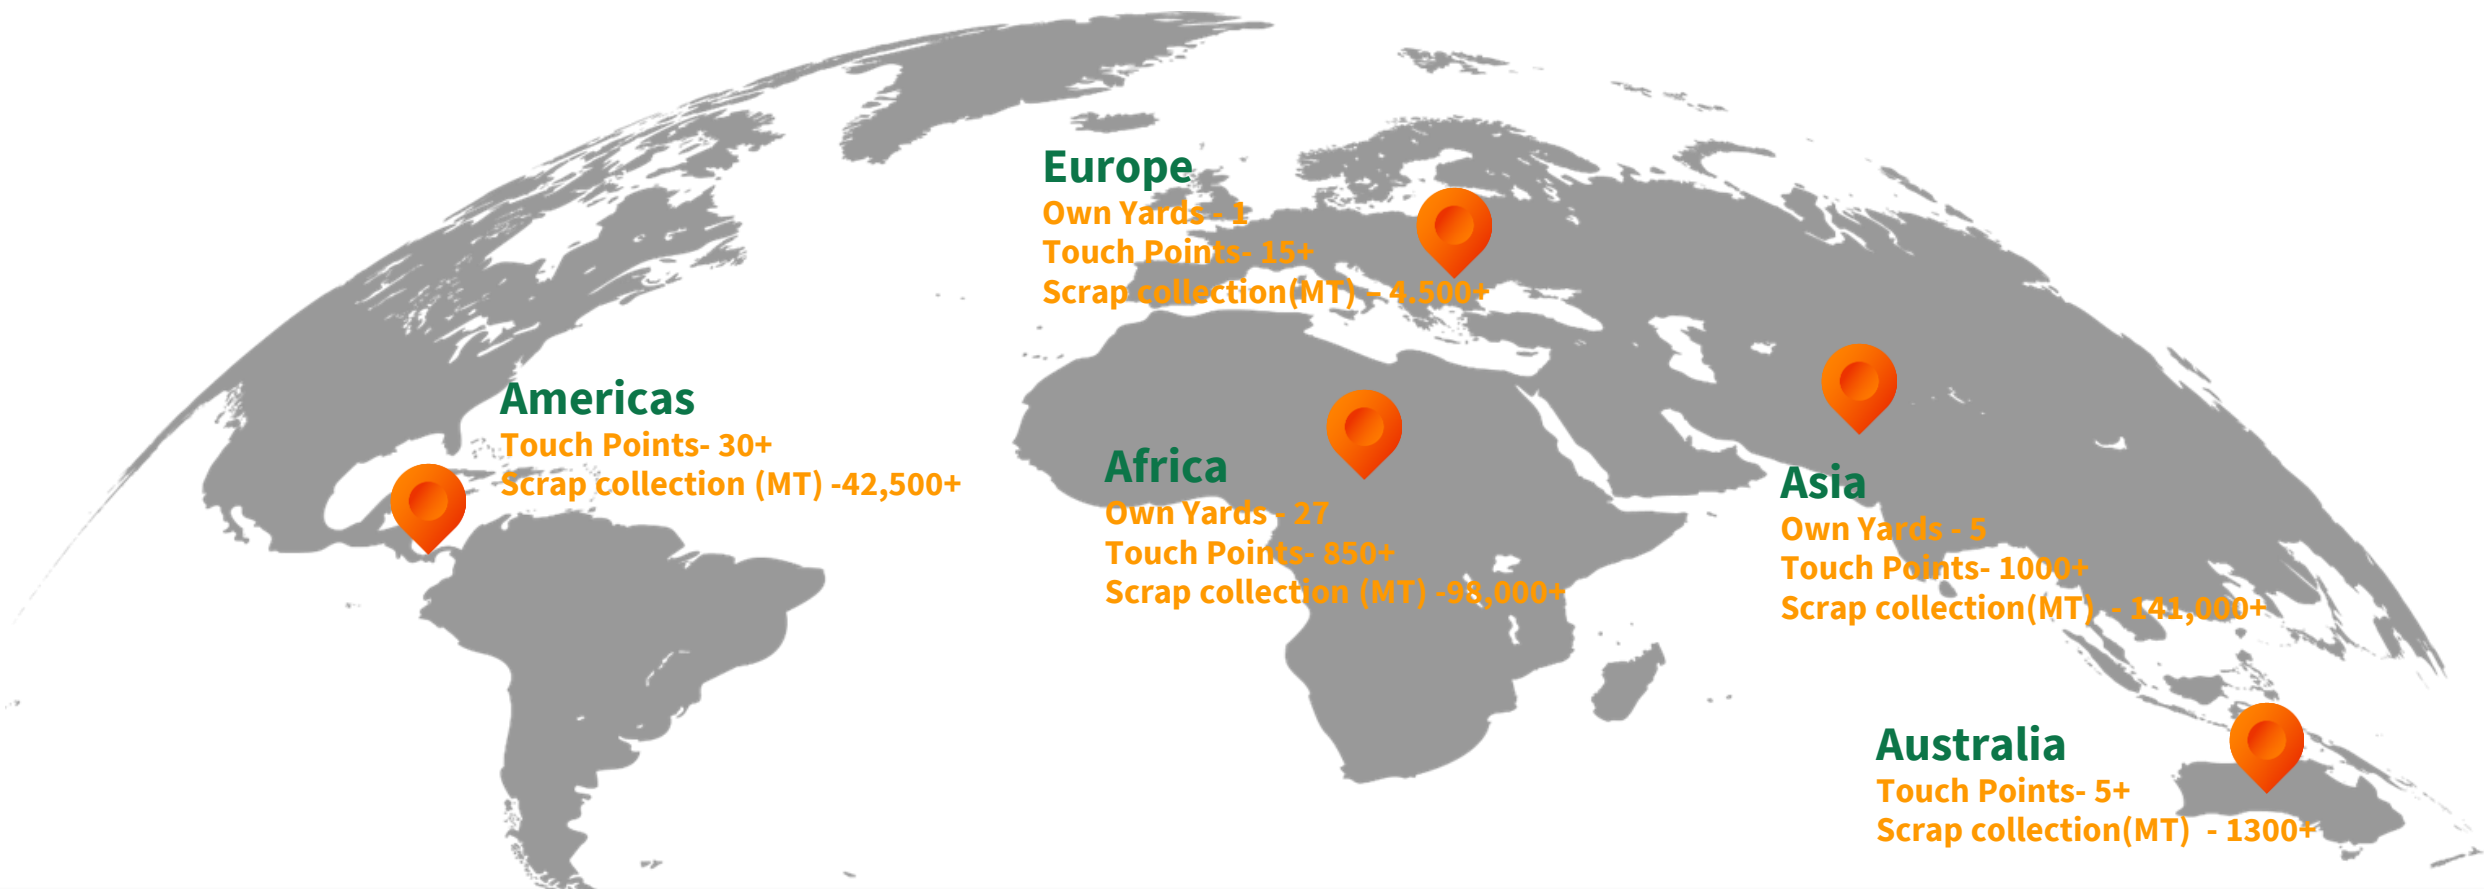 Europe
Own Yards - 1
Touch Points- 15+
Scrap collection(MT) – 4.500+
Americas
Touch Points- 30+
Scrap collection (MT) -42,500+
Africa
Own Yards - 27
Touch Points- 850+
Scrap collection (MT) -98,000+
Asia
Own Yards - 5
Touch Points- 1000+
Scrap collection(MT) - 141,000+
Australia
Touch Points- 5+
Scrap collection(MT) - 1300+